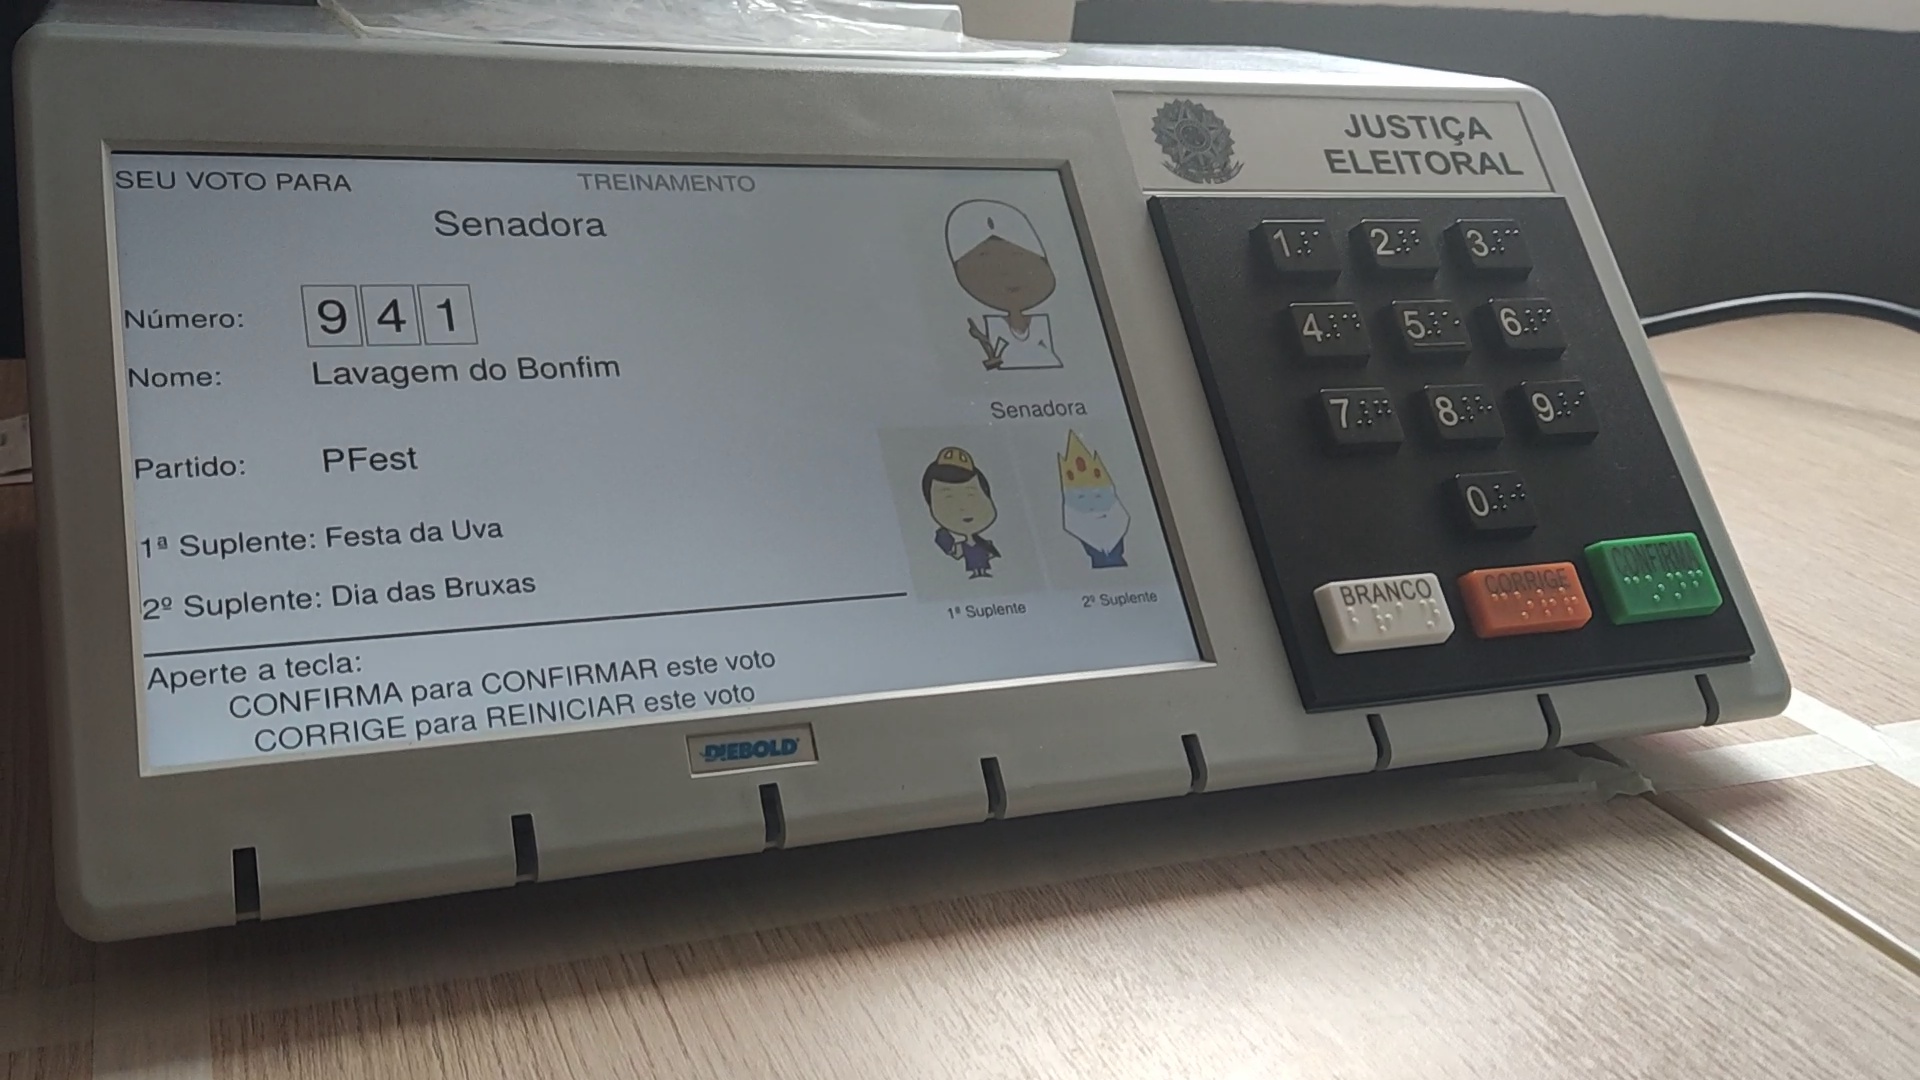 SEU VOTO PARA TREINAMENTO
Senadora
Número: 9 4 1
Nome: Lavagem do Bonfim
Senadora
Partido: PFest
1ª Suplente: Festa da Uva
2º Suplente: Dia das Bruxas
1ª Suplente 2º Suplente
Aperte a tecla:
CONFIRMA para CONFIRMAR este voto
CORRIGE para REINICIAR este voto
DIEBOLD
JUSTIÇA
ELEITORAL
1 2 3
4 5 6
7 8 9
0
BRANCO CORRIGE CONFIRMA